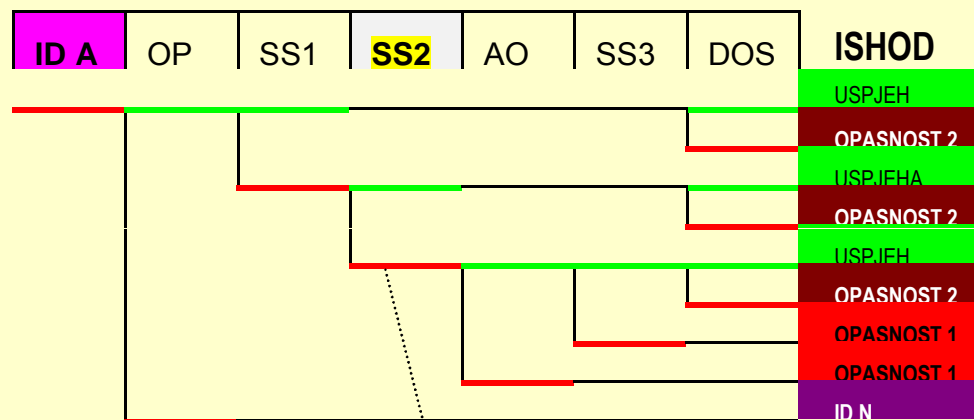 ID A OP SS1 SS2 AO SS3 DOS ISHOD
USPJEH
OPASNOST 2
USPJEHA
OPASNOST 2
USPJEH
OPASNOST 2
OPASNOST 1
OPASNOST 1
ID N